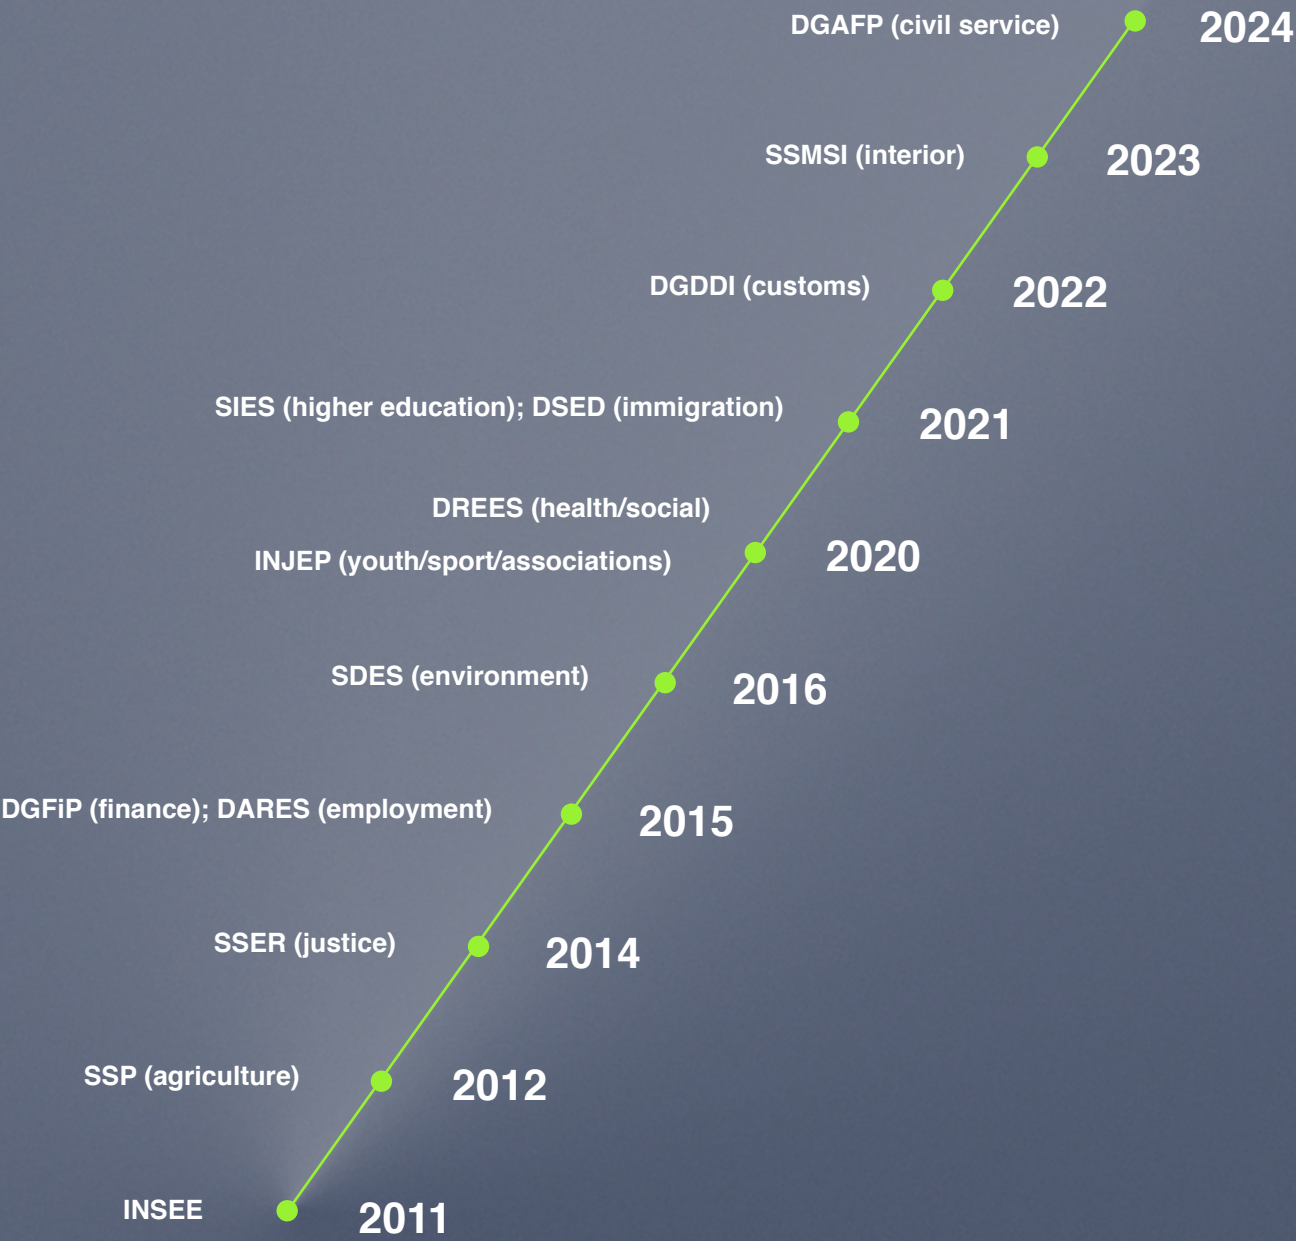 DGAFP (civil service) 2024
SSMSI (interior) 2023
DGDDI (customs) 2022
SIES (higher education); DSED (immigration) 2021
DREES (health/social)
INJEP (youth/sport/associations) 2020
SDES (environment) 2016
DGFiP (finance); DARES (employment) 2015
SSER (justice) 2014
SSP (agriculture) 2012
INSEE 2011